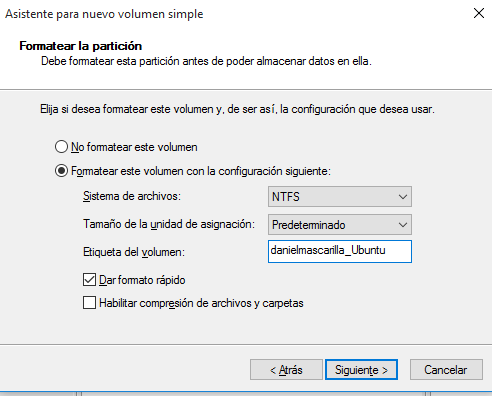 Asistente para nuevo volumen simple
Formatear la partición
Debe formatear esta partición antes de poder almacenar datos en ella.
Elija si desea formatear este volumen y, de ser así, la configuración que desea usar.
No formatear este volumen
Formatear este volumen con la configuración siguiente:
Sistema de archivos: NTFS
Tamaño de la unidad de asignación: Predeterminado
Etiqueta del volumen: danielmascarilla_Ubuntu
Dar formato rápido
Habilitar compresión de archivos y carpetas
< Atrás Siguiente > Cancelar